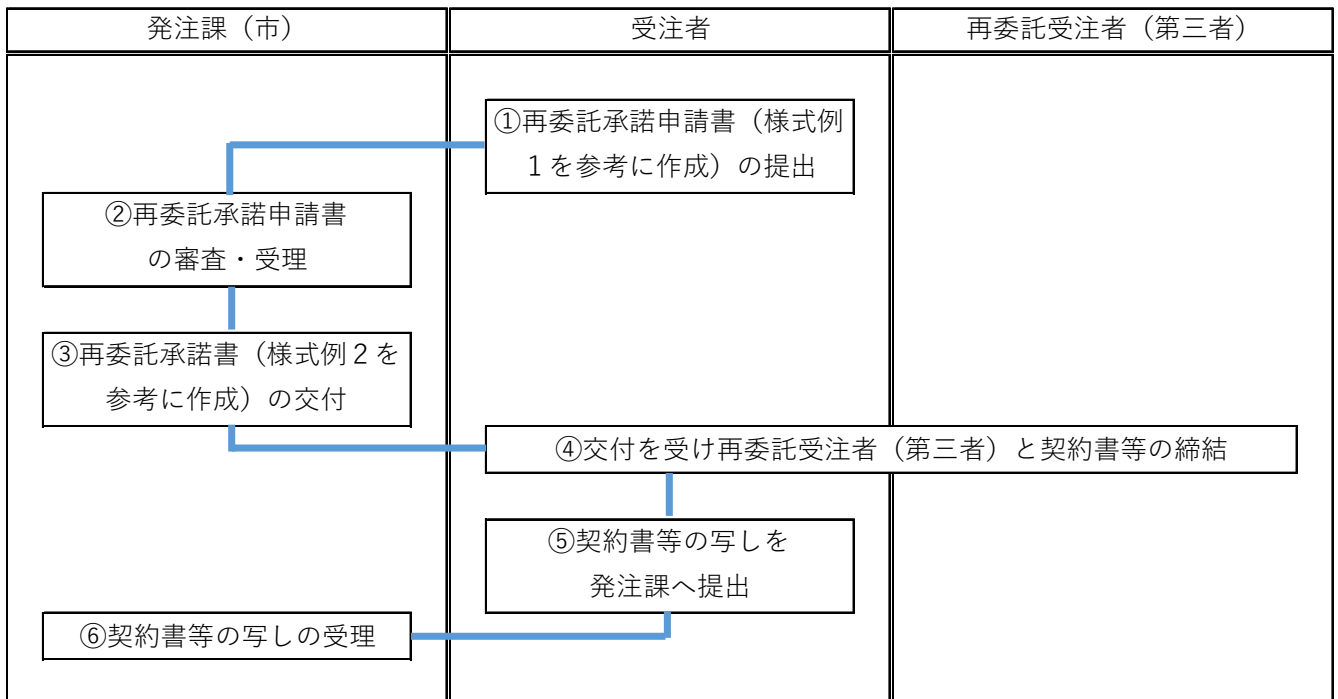 発注課（市）
受注者
再委託受注者（第三者）
①再委託承諾申請書（様式例
１を参考に作成）の提出
②再委託承諾申請書
の審査・受理
③再委託承諾書（様式例２を
参考に作成）の交付
④交付を受け再委託受注者（第三者）と契約書等の締結
⑤契約書等の写しを
発注課へ提出
⑥契約書等の写しの受理